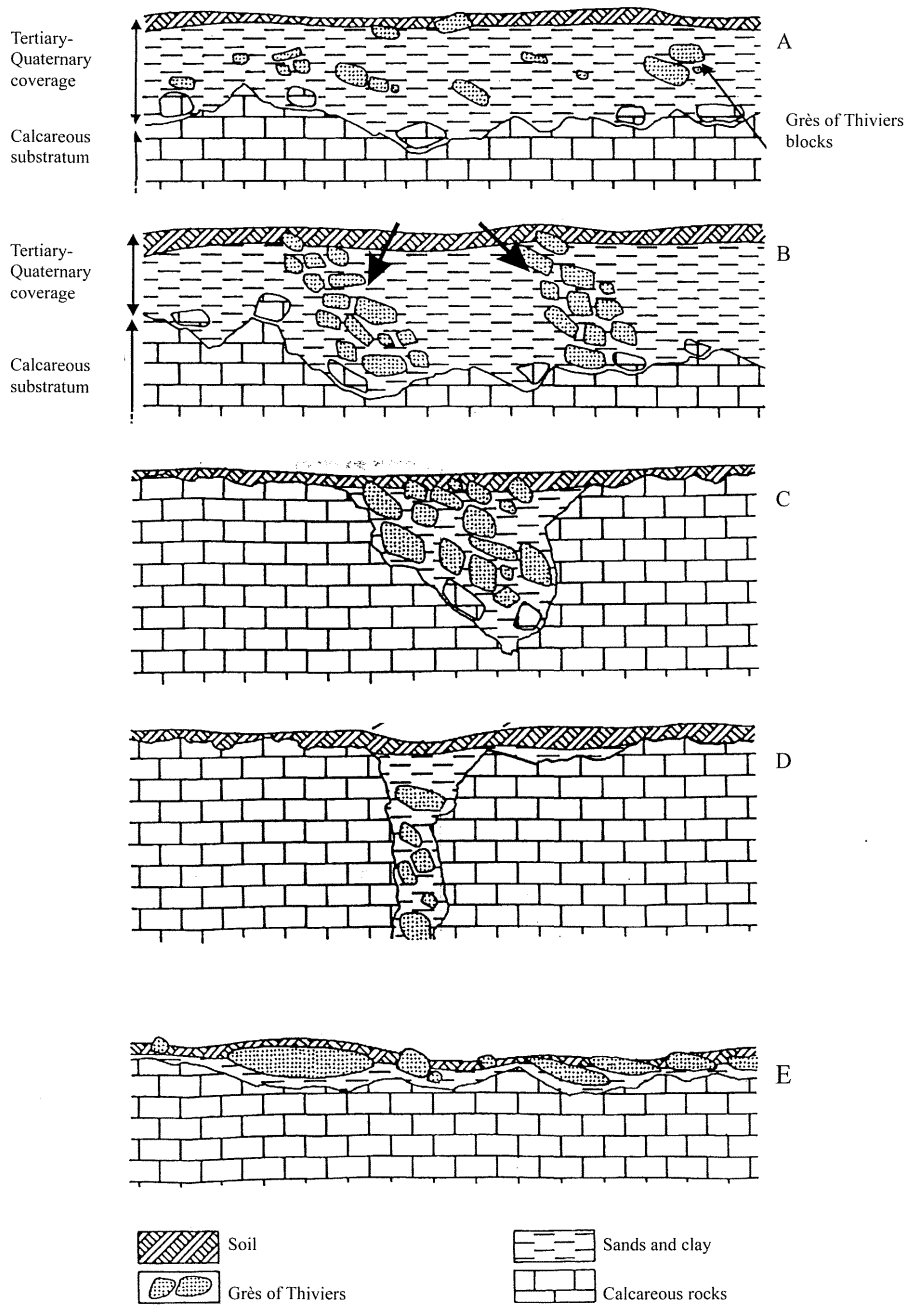 Tertiary-
Quaternary
coverage
A
Grès of Thiviers
blocks
Calcareous
substratum
Tertiary-
Quaternary
coverage
B
Calcareous
substratum
C
D
E
Soil
Sands and clay
Grès of Thiviers
Calcareous rocks